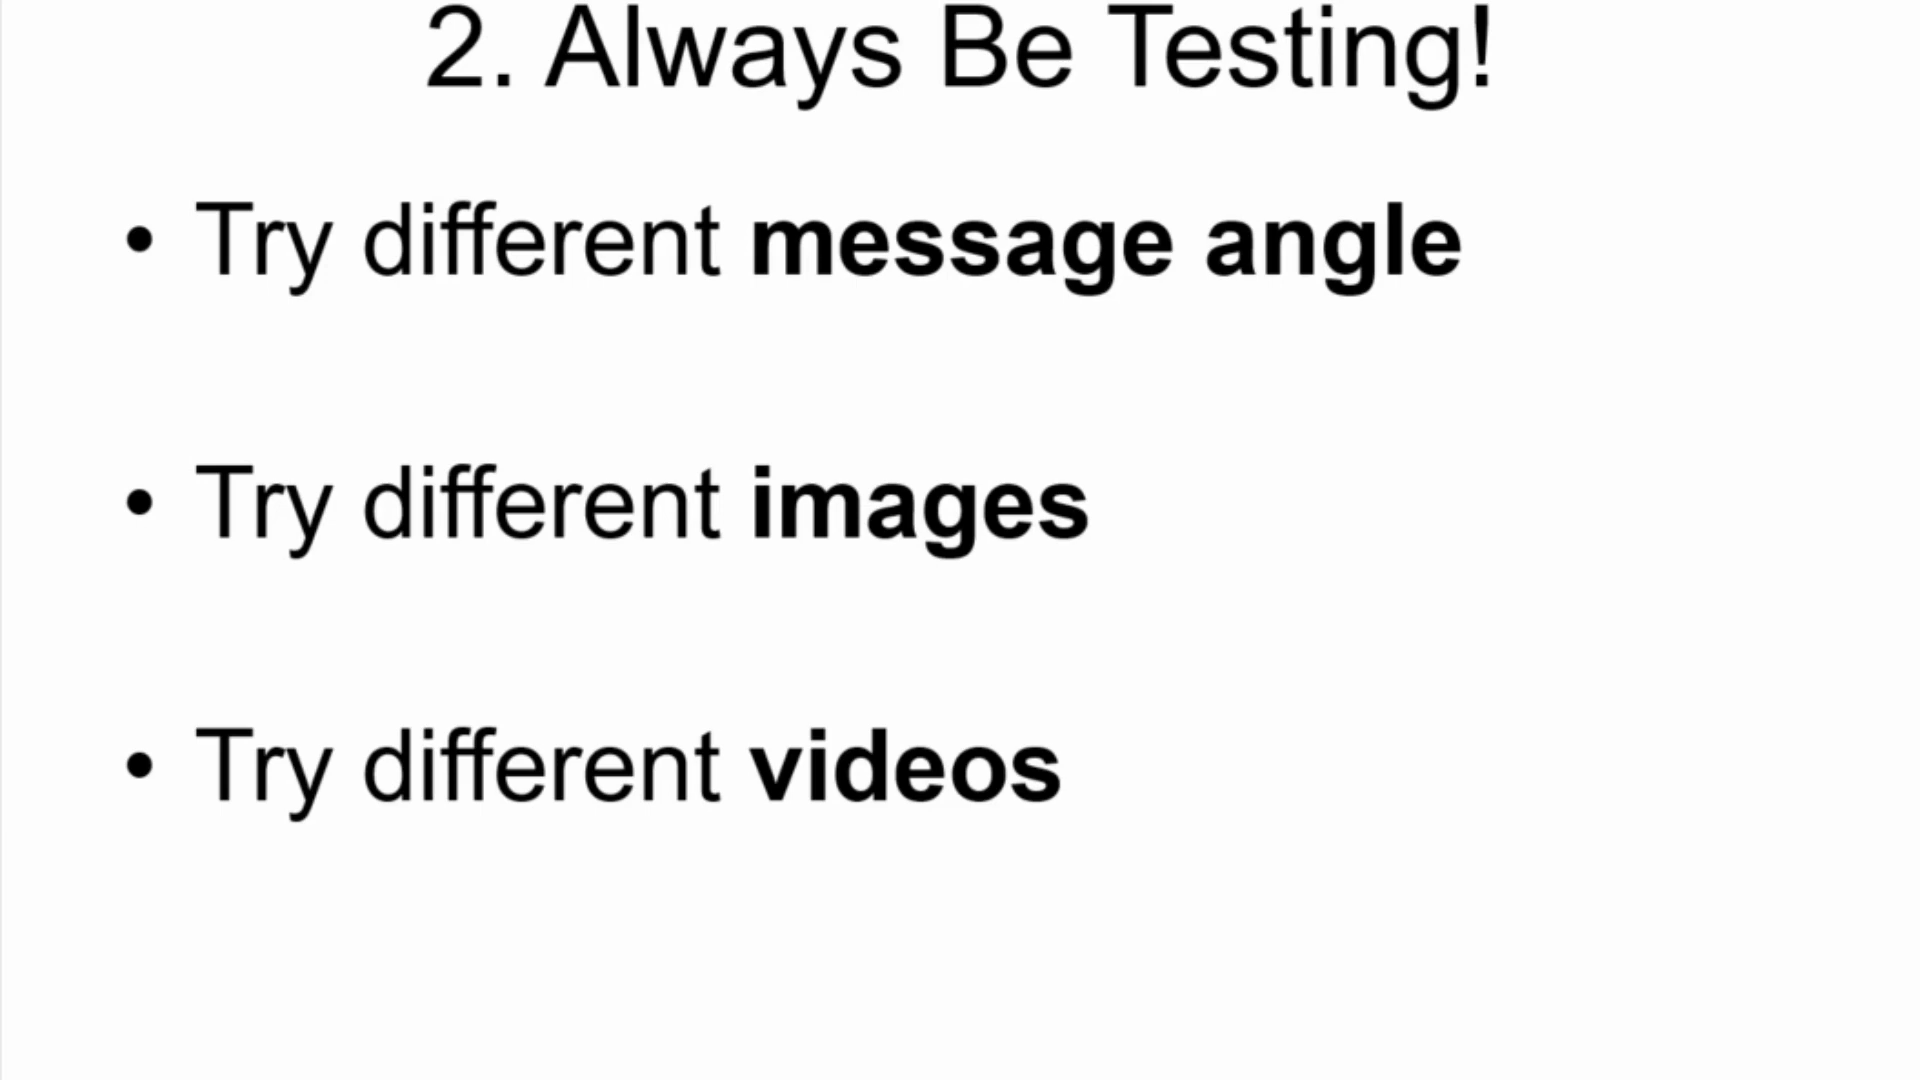 2. Always Be Testing!
• Try different message angle
• Try different images
• Try different videos